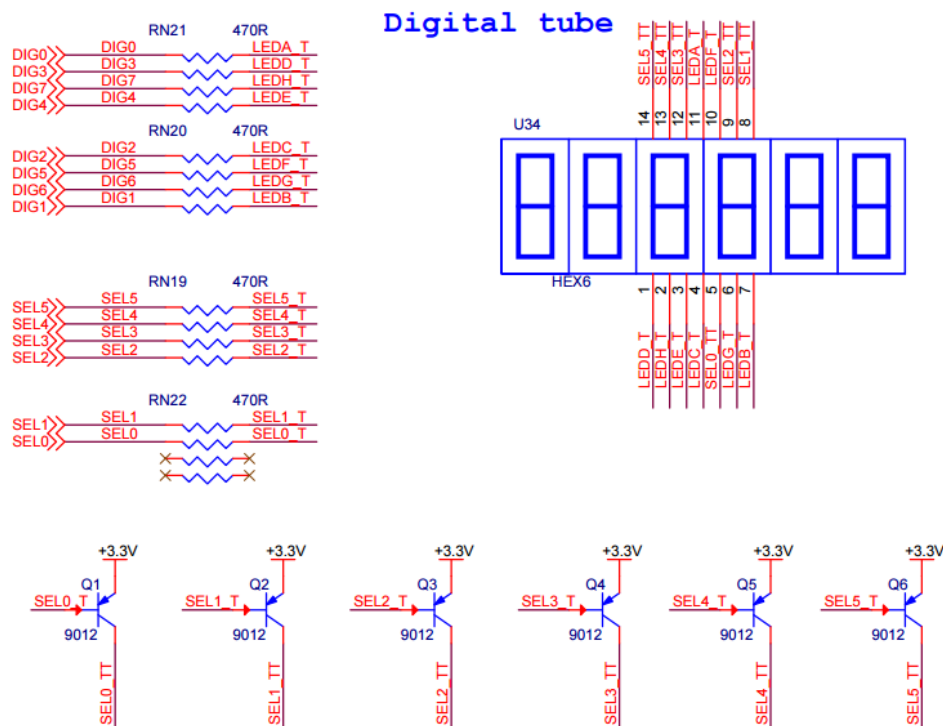 Digital tube
RN21 470R
DIG0 DIG0 LEDA_T
DIG3 DIG3 LEDD_T
DIG7 DIG7 LEDH_T
DIG4 DIG4 LEDE_T
RN20 470R
DIG2 DIG2 LEDC_T
DIG5 DIG5 LEDF_T
DIG6 DIG6 LEDG_T
DIG1 DIG1 LEDB_T
RN19 470R
SEL5 SEL5 SEL5_T
SEL4 SEL4 SEL4_T
SEL3 SEL3 SEL3_T
SEL2 SEL2 SEL2_T
RN22 470R
SEL1 SEL1 SEL1_T
SEL0 SEL0 SEL0_T
SEL5_TT SEL4_TT SEL3_TT LEDA_T LEDF_T SEL2_TT SEL1_TT
14 13 12 11 10 9 8
U34
HEX6
1 2 3 4 5 6 7
LEDD_T LEDH_T LEDE_T LEDC_T SEL0_TT LEDG_T LEDB_T
+3.3V +3.3V +3.3V +3.3V +3.3V +3.3V
Q1 Q2 Q3 Q4 Q5 Q6
SEL0_T SEL1_T SEL2_T SEL3_T SEL4_T SEL5_T
9012 9012 9012 9012 9012 9012
SEL0_TT SEL1_TT SEL2_TT SEL3_TT SEL4_TT SEL5_TT